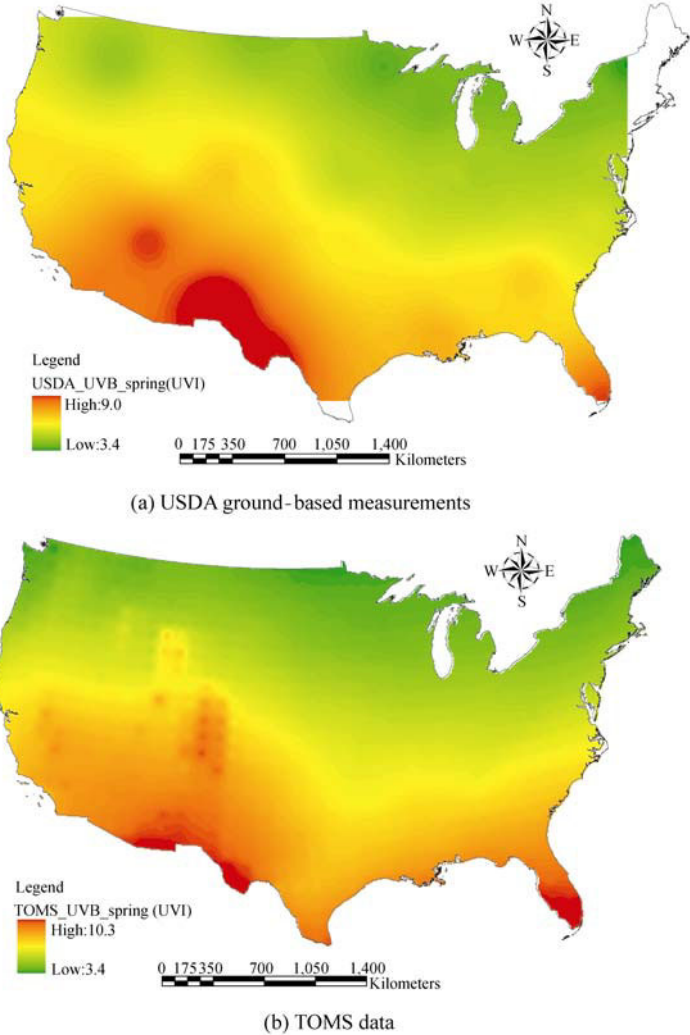 N
W E
S
Legend
USDA_UVB_spring(UVI)
High:9.0
Low:3.4
0 175 350 700 1,050 1,400
Kilometers
(a) USDA ground-based measurements
N
W E
S
Legend
TOMS_UVB_spring (UVI)
High:10.3
Low:3.4
0 175350 700 1,050 1,400
Kilometers
(b) TOMS data